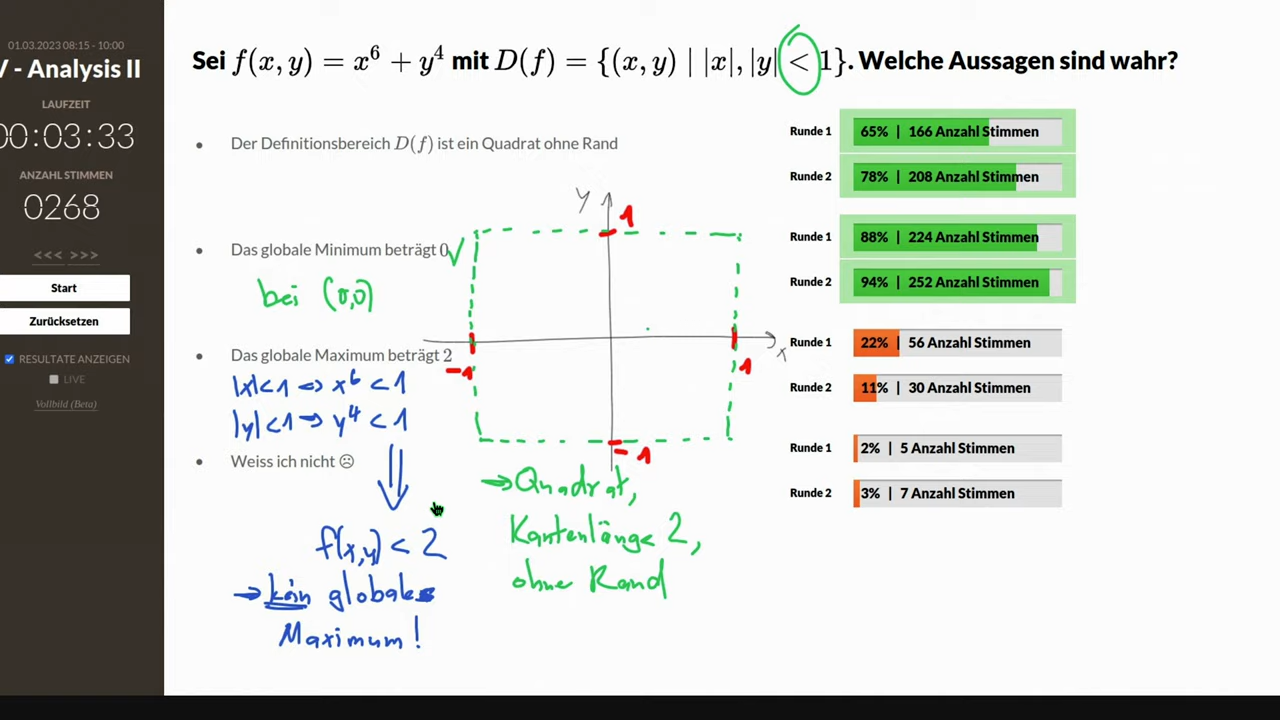 01.03.2023 08:15 - 10:00
V - Analysis II
LAUFZEIT
00:03:33
ANZAHL STIMMEN
0268
<<< >>>
Start
Zurücksetzen
RESULTATE ANZEIGEN
LIVE
Vollbild (Beta)
Sei f(x, y) = x⁶ + y⁴ mit D(f) = {(x, y) | |x|, |y| < 1}. Welche Aussagen sind wahr?
• Der Definitionsbereich D(f) ist ein Quadrat ohne Rand
• Das globale Minimum beträgt 0 ✓
bei (0,0)
• Das globale Maximum beträgt 2
|x|<1 ⇒ x⁶ < 1
|y|<1 ⇒ y⁴ < 1
• Weiss ich nicht ☹
f(x,y) < 2
→ kein globales
Maximum!
y
1
x
-1
1
-1
→ Quadrat,
Kantenlänge 2,
ohne Rand
Runde 1 65% | 166 Anzahl Stimmen
Runde 2 78% | 208 Anzahl Stimmen
Runde 1 88% | 224 Anzahl Stimmen
Runde 2 94% | 252 Anzahl Stimmen
Runde 1 22% | 56 Anzahl Stimmen
Runde 2 11% | 30 Anzahl Stimmen
Runde 1 2% | 5 Anzahl Stimmen
Runde 2 3% | 7 Anzahl Stimmen